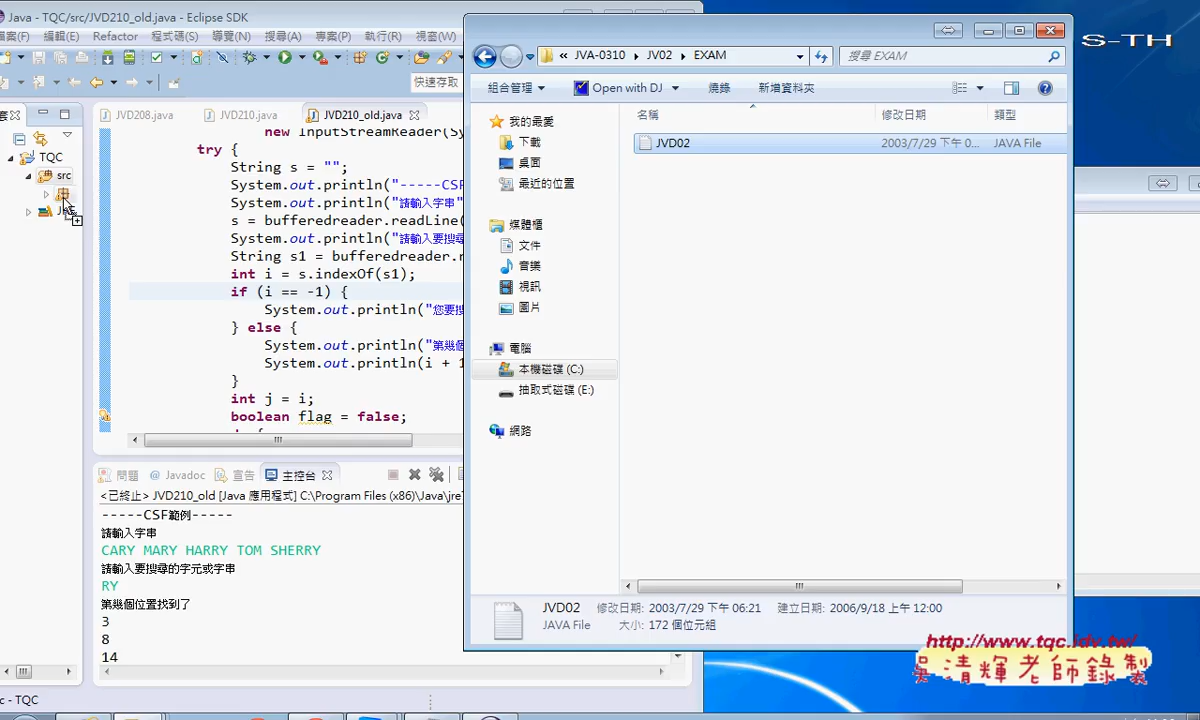 Java - TQC/src/JVD210_old.java - Eclipse SDK
案(F) 編輯(E) Refactor 程式碼(S) 導覽(N) 搜尋(A) 專案(P) 執行(R) 視窗(W)
快速存取
JVD208.java JVD210.java JVD210_old.java
TQC
src
new InputStreamReader(Sy
try {
String s = "";
System.out.println("-----CSF
System.out.println("請輸入字串"
s = bufferedreader.readLine(
System.out.println("請輸入要搜尋
String s1 = bufferedreader.r
int i = s.indexOf(s1);
if (i == -1) {
System.out.println("您要搜
} else {
System.out.println("第幾個
System.out.println(i + 1
}
int j = i;
boolean flag = false;
問題 @ Javadoc 宣告 主控台
<已終止> JVD210_old [Java 應用程式] C:\Program Files (x86)\Java\jre
-----CSF範例-----
請輸入字串
CARY MARY HARRY TOM SHERRY
請輸入要搜尋的字元或字串
RY
第幾個位置找到了
3
8
14
c - TQC
« JVA-0310 JV02 EXAM
搜尋 EXAM
組合管理 Open with DJ 燒錄 新增資料夾
我的最愛
下載
桌面
最近的位置
媒體櫃
文件
音樂
視訊
圖片
電腦
本機磁碟 (C:)
抽取式磁碟 (E:)
網路
名稱 修改日期 類型
JVD02 2003/7/29 下午 0... JAVA File
JVD02 修改日期: 2003/7/29 下午 06:21 建立日期: 2006/9/18 上午 12:00
JAVA File 大小: 172 個位元組
S-TH
http://www.tqc.idv.tw/
吳清輝老師錄製